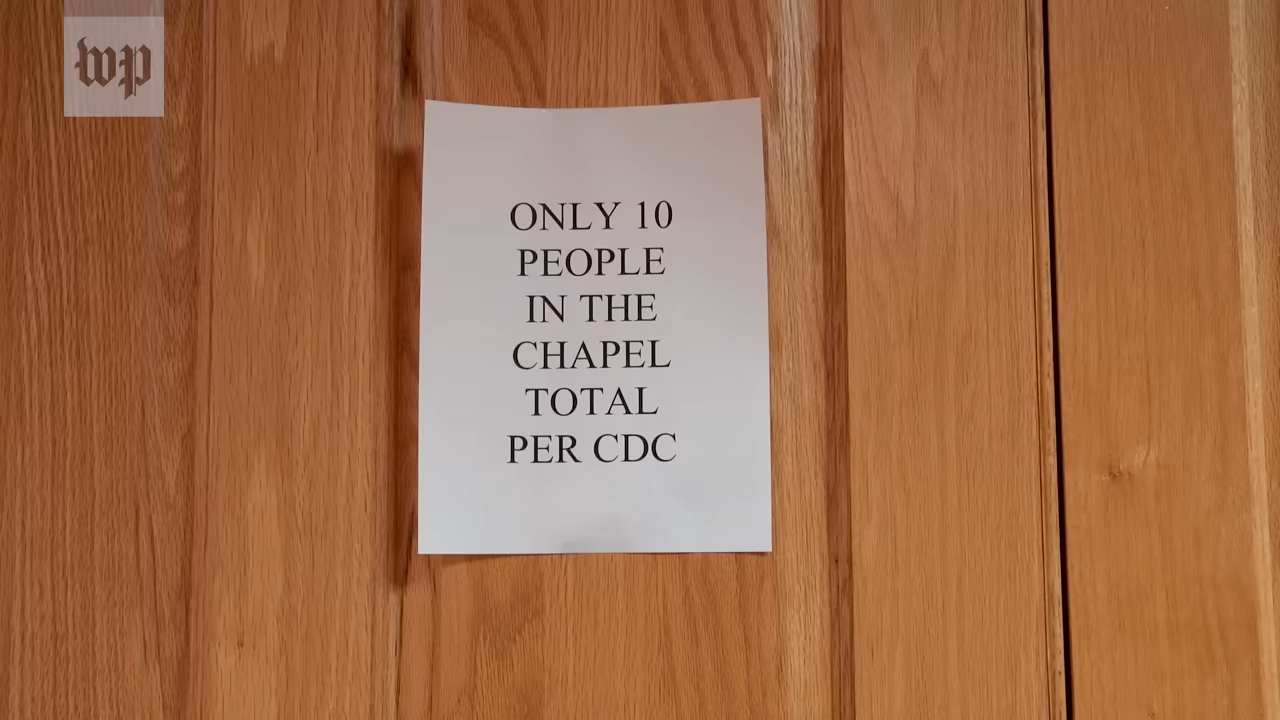 wp
ONLY 10
PEOPLE
IN THE
CHAPEL
TOTAL
PER CDC